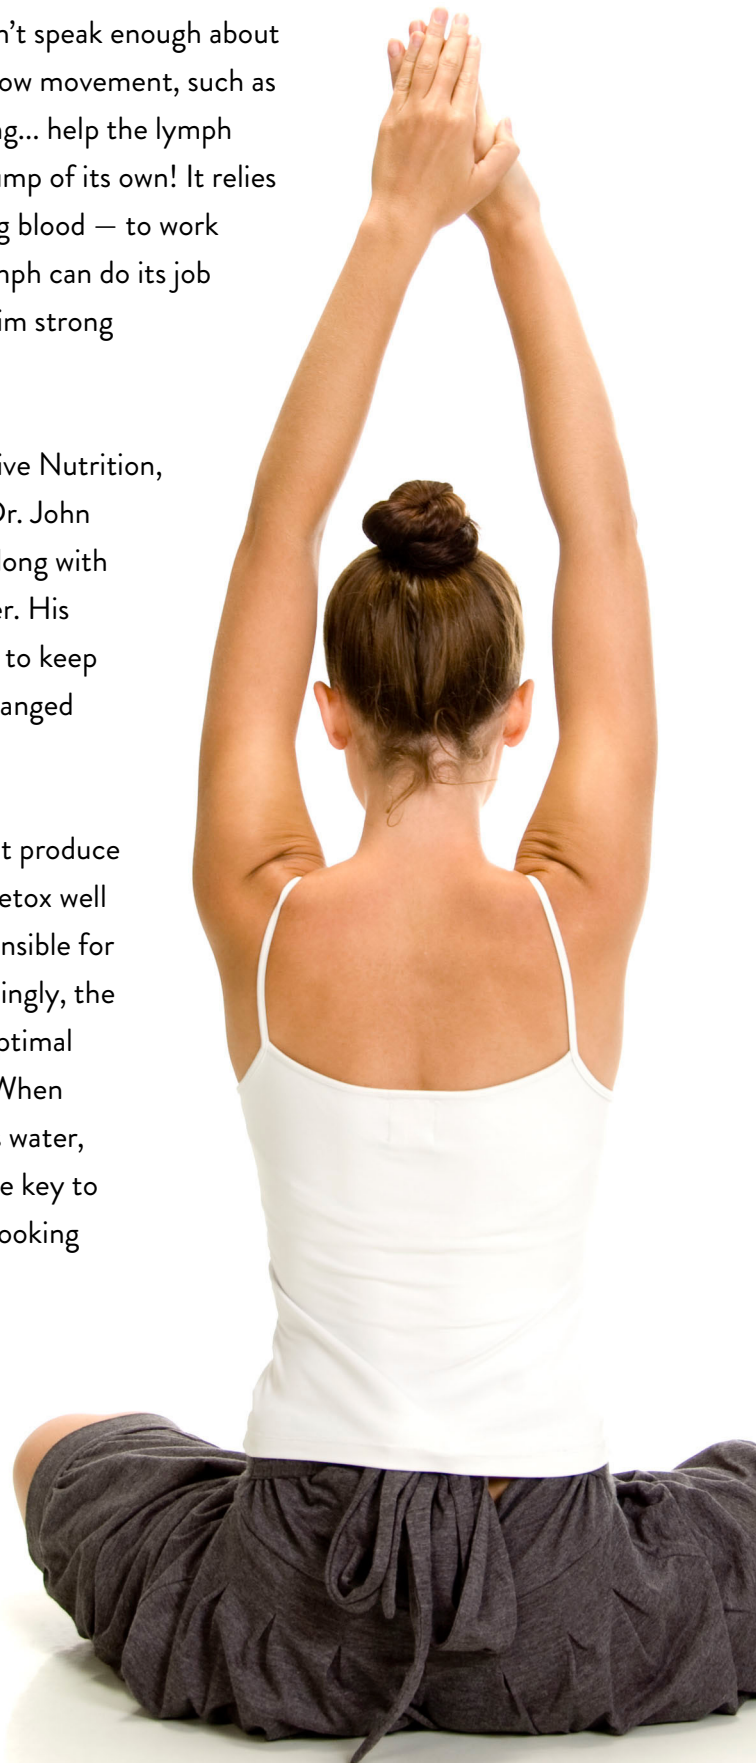 n't speak enough about
ow movement, such as
g... help the lymph
mp of its own! It relies
g blood — to work
mph can do its job
im strong
ive Nutrition,
Dr. John
long with
er. His
to keep
anged
t produce
etox well
nsible for
ingly, the
ptimal
When
water,
e key to
ooking